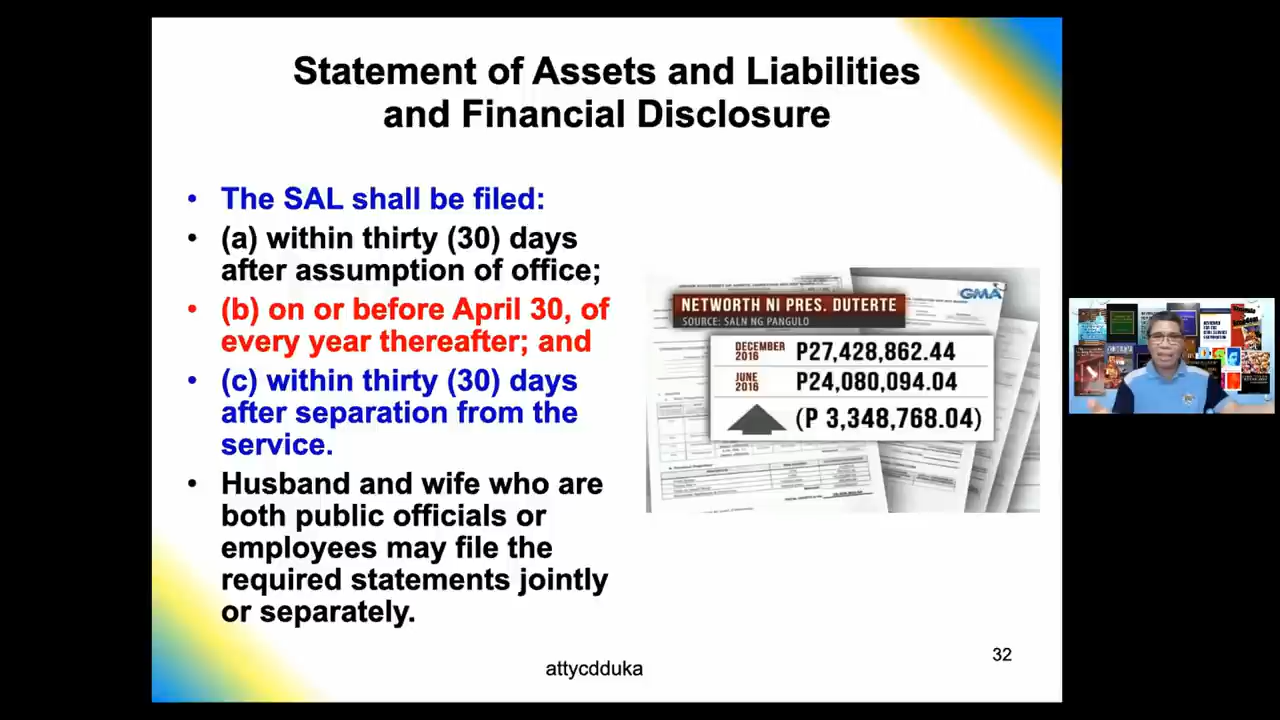 Statement of Assets and Liabilities
and Financial Disclosure
• The SAL shall be filed:
• (a) within thirty (30) days
after assumption of office;
• (b) on or before April 30, of
every year thereafter; and
• (c) within thirty (30) days
after separation from the
service.
• Husband and wife who are
both public officials or
employees may file the
required statements jointly
or separately.
GMA
NETWORTH NI PRES. DUTERTE
SOURCE: SALN NG PANGULO
DECEMBER
2016
P27,428,862.44
JUNE
2016
P24,080,094.04
(P 3,348,768.04)
attycdduka
32